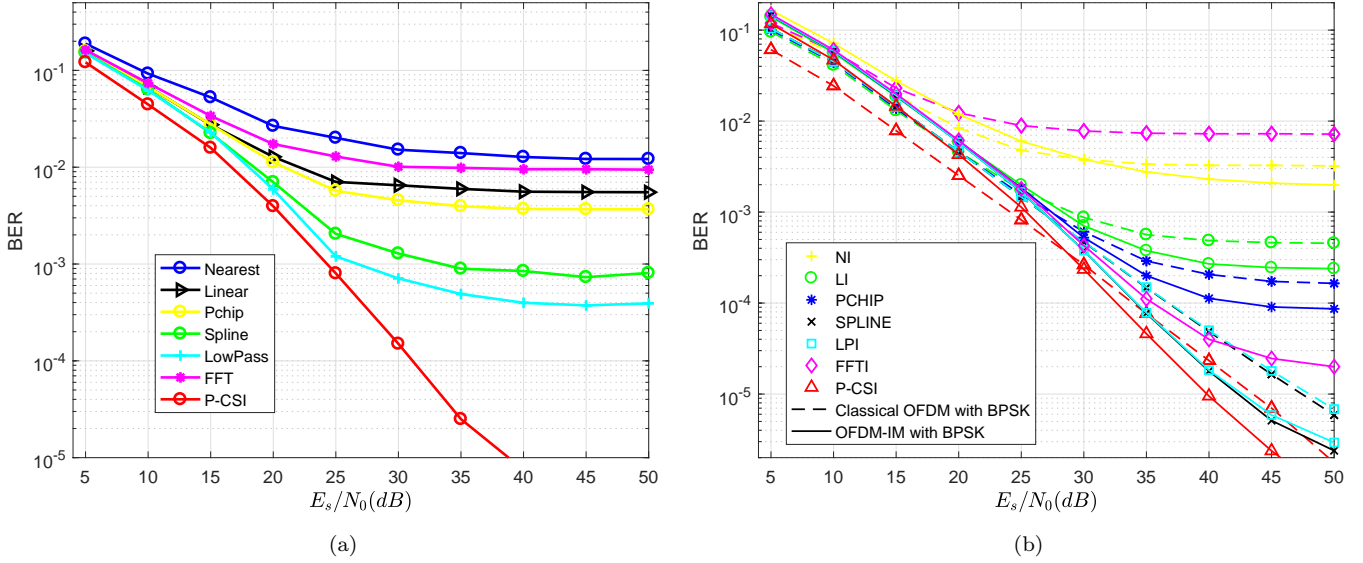 10^-1
10^-2
10^-3
10^-4
10^-5
BER
5 10 15 20 25 30 35 40 45 50
E_s/N_0(dB)
Nearest
Linear
Pchip
Spline
LowPass
FFT
P-CSI
(a)
10^-1
10^-2
10^-3
10^-4
10^-5
BER
5 10 15 20 25 30 35 40 45 50
E_s/N_0(dB)
NI
LI
PCHIP
SPLINE
LPI
FFTI
P-CSI
Classical OFDM with BPSK
OFDM-IM with BPSK
(b)